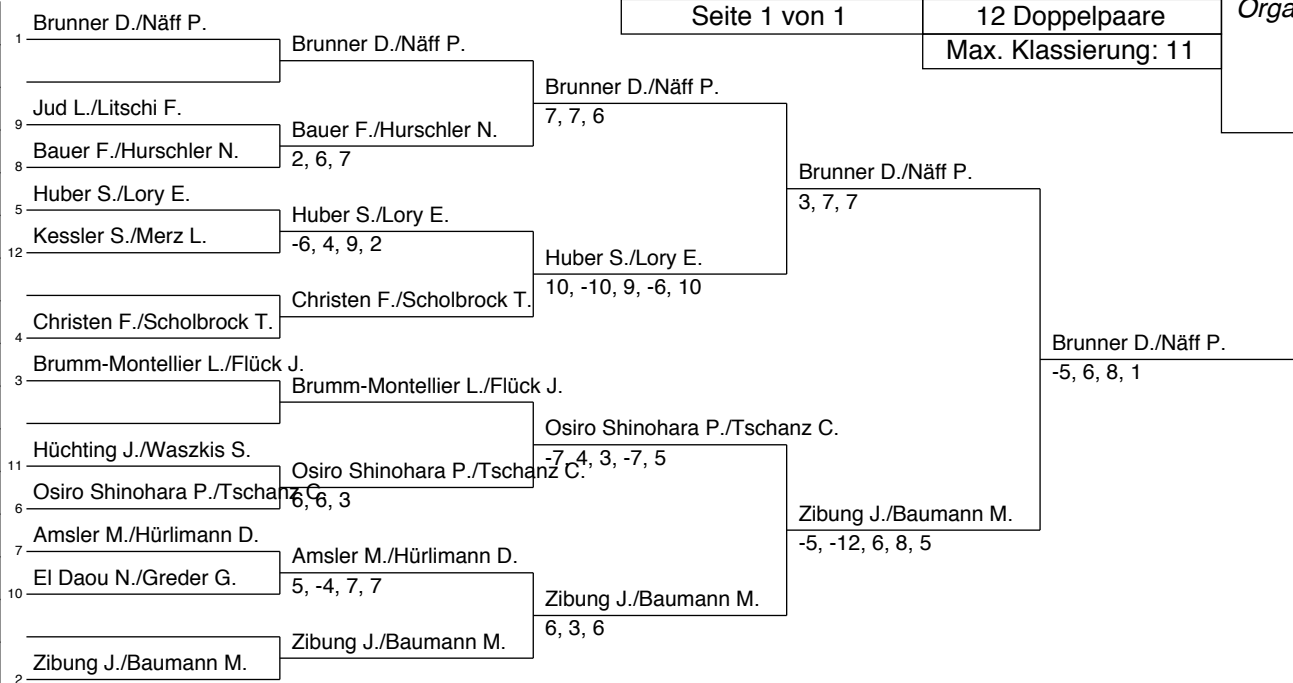 Seite 1 von 1
12 Doppelpaare
Orga
Max. Klassierung: 11
1 Brunner D./Näff P.
Brunner D./Näff P.
Brunner D./Näff P.
7, 7, 6
9 Jud L./Litschi F.
Bauer F./Hurschler N.
2, 6, 7
8 Bauer F./Hurschler N.
Brunner D./Näff P.
3, 7, 7
5 Huber S./Lory E.
Huber S./Lory E.
-6, 4, 9, 2
12 Kessler S./Merz L.
Huber S./Lory E.
10, -10, 9, -6, 10
Christen F./Scholbrock T.
4 Christen F./Scholbrock T.
Brunner D./Näff P.
-5, 6, 8, 1
3 Brumm-Montellier L./Flück J.
Brumm-Montellier L./Flück J.
Osiro Shinohara P./Tschanz C.
-7, 4, 3, -7, 5
11 Hüchting J./Waszkis S.
Osiro Shinohara P./Tschanz C.
6, 6, 3
6 Osiro Shinohara P./Tschanz C.
Zibung J./Baumann M.
-5, -12, 6, 8, 5
7 Amsler M./Hürlimann D.
Amsler M./Hürlimann D.
5, -4, 7, 7
10 El Daou N./Greder G.
Zibung J./Baumann M.
6, 3, 6
Zibung J./Baumann M.
2 Zibung J./Baumann M.